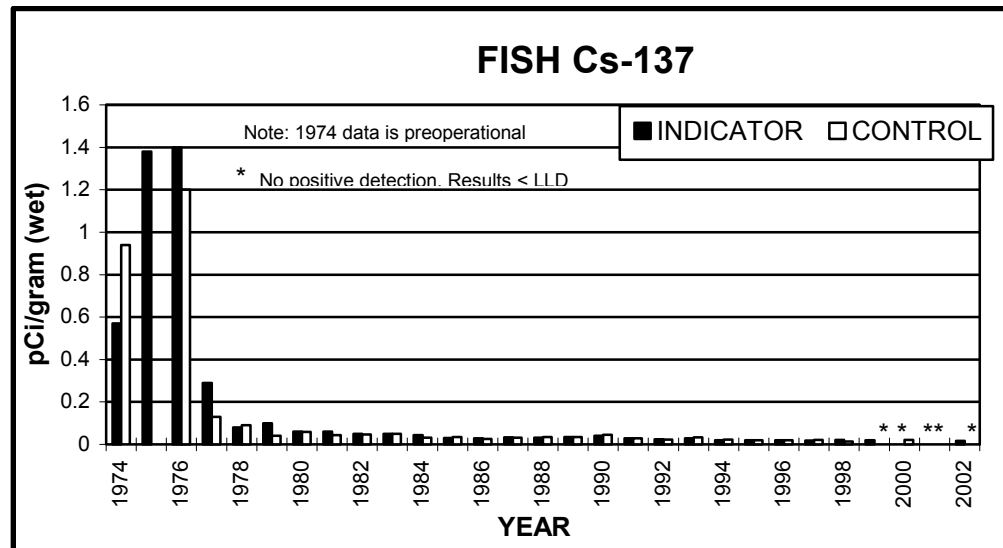 FISH Cs-137
1.6
1.4
1.2
1
0.8
0.6
0.4
0.2
0
pCi/gram (wet)
Note: 1974 data is preoperational
* No positive detection. Results < LLD
INDICATOR CONTROL
* * ** *
1974 1976 1978 1980 1982 1984 1986 1988 1990 1992 1994 1996 1998 2000 2002
YEAR